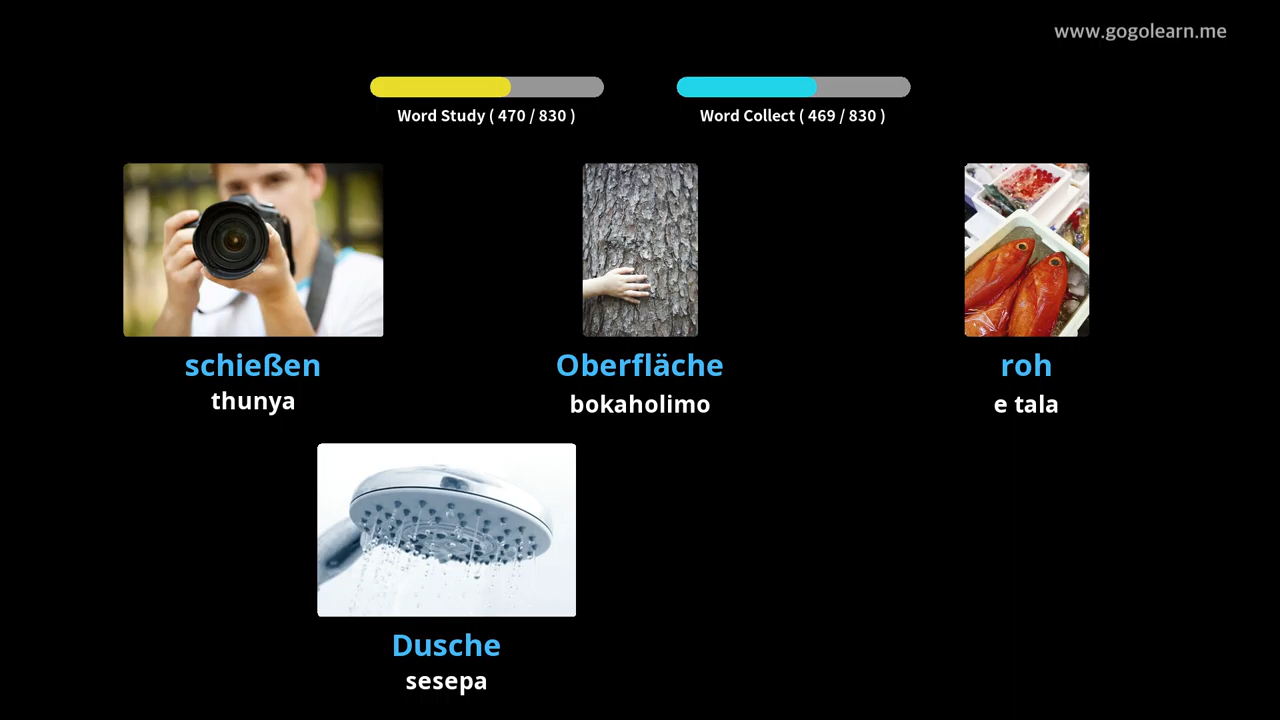 www.gogolearn.me
Word Study ( 470 / 830 )
Word Collect ( 469 / 830 )
schießen
thunya
Oberfläche
bokaholimo
roh
e tala
Dusche
sesepa